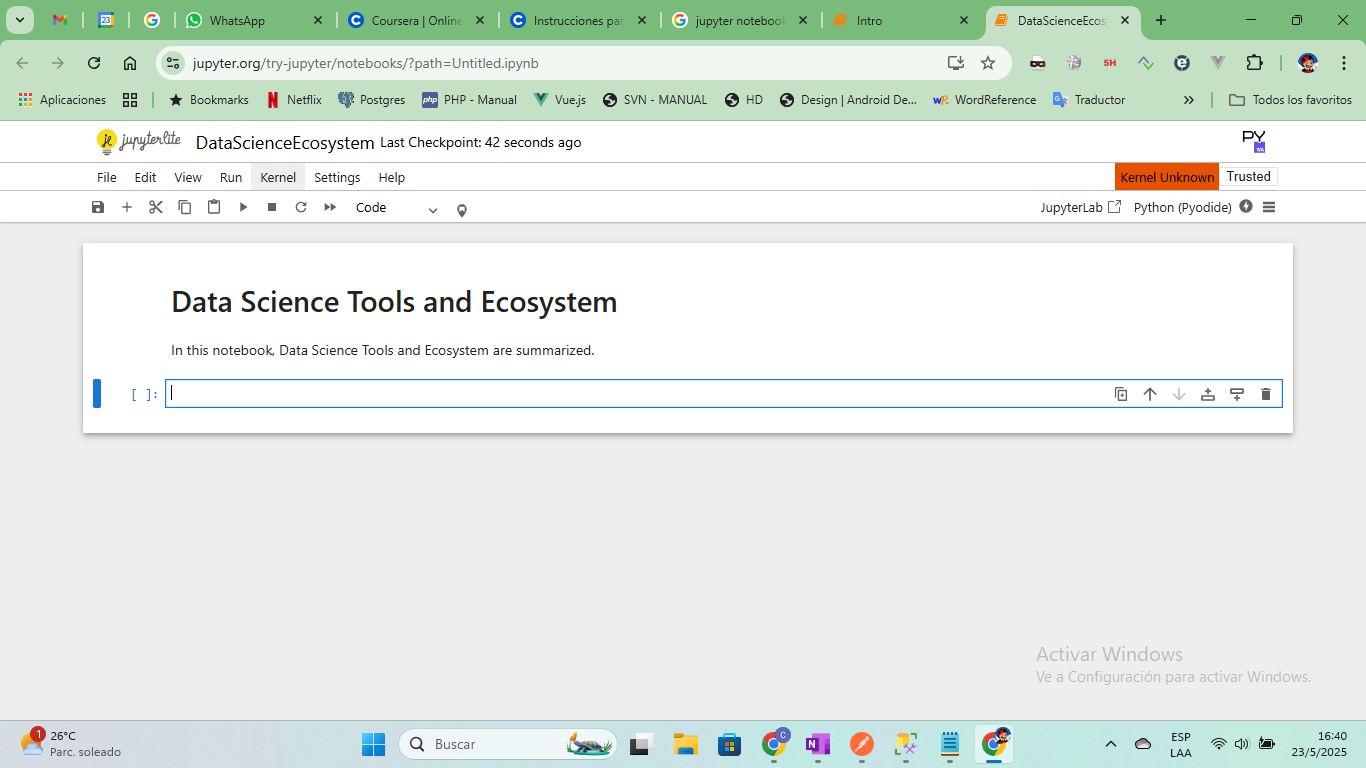 WhatsApp
Coursera | Online
Instrucciones par
jupyter notebook
Intro
DataScienceEcos
jupyter.org/try-jupyter/notebooks/?path=Untitled.ipynb
Aplicaciones
Bookmarks
Netflix
Postgres
PHP - Manual
Vue.js
SVN - MANUAL
HD
Design | Android De...
WordReference
Traductor
Todos los favoritos
jupyterlite
DataScienceEcosystem
Last Checkpoint: 42 seconds ago
PY
File
Edit
View
Run
Kernel
Settings
Help
Kernel Unknown
Trusted
Code
JupyterLab
Python (Pyodide)
Data Science Tools and Ecosystem
In this notebook, Data Science Tools and Ecosystem are summarized.
[ ]:
Activar Windows
Ve a Configuración para activar Windows.
1
26°C
Parc. soleado
Buscar
ESP
LAA
16:40
23/5/2025